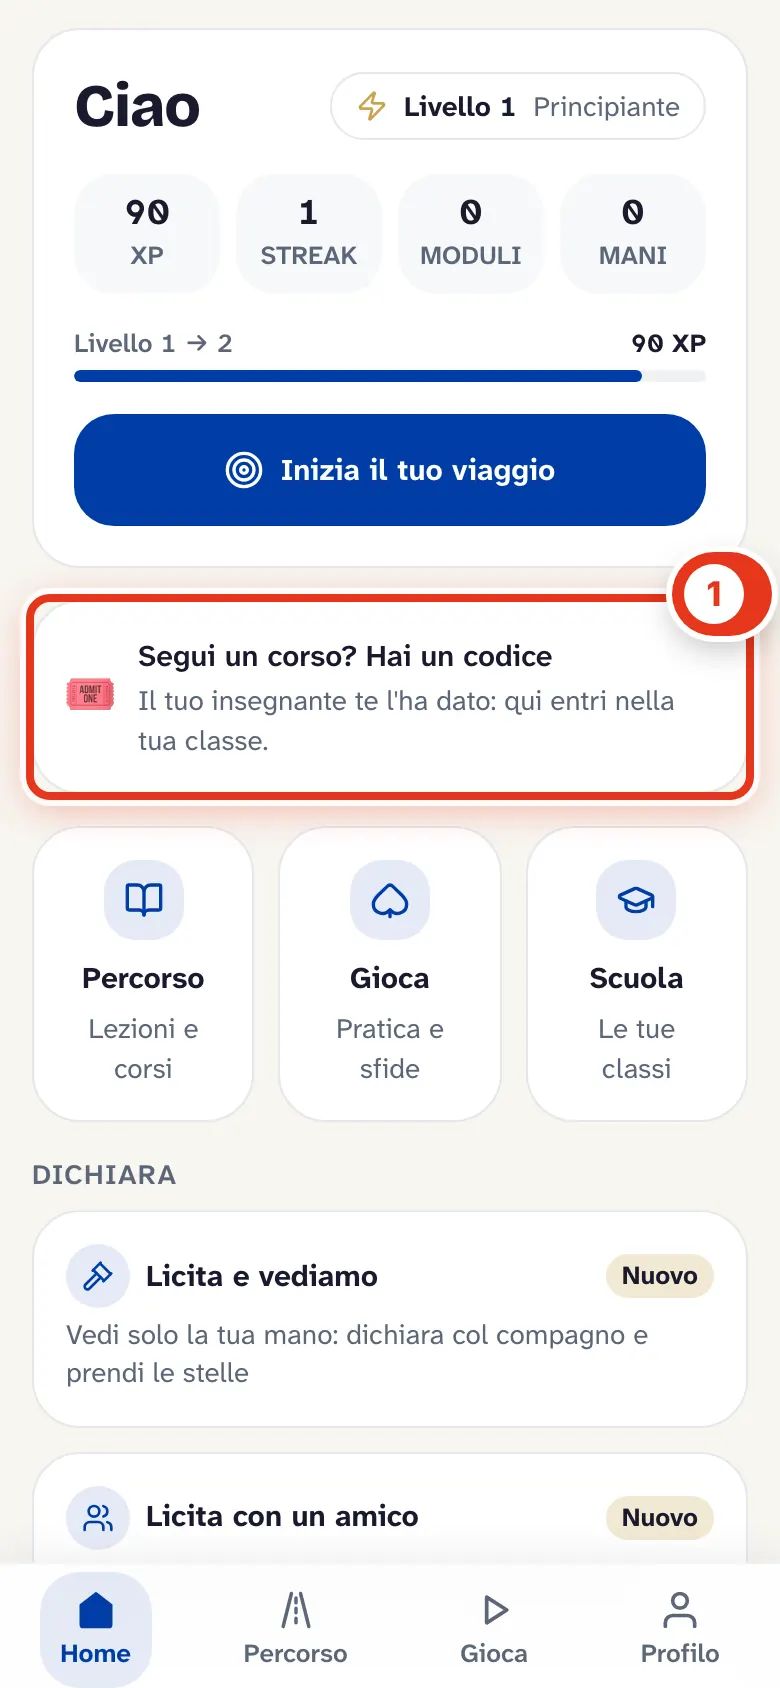 Ciao
Livello 1 Principiante
90
XP
1
STREAK
0
MODULI
0
MANI
Livello 1 → 2
90 XP
Inizia il tuo viaggio
1
Segui un corso? Hai un codice
Il tuo insegnante te l'ha dato: qui entri nella
tua classe.
ADMIT
ONE
Percorso
Lezioni e
corsi
Gioca
Pratica e
sfide
Scuola
Le tue
classi
DICHIARA
Licita e vediamo
Nuovo
Vedi solo la tua mano: dichiara col compagno e
prendi le stelle
Licita con un amico
Nuovo
Home
Percorso
Gioca
Profilo